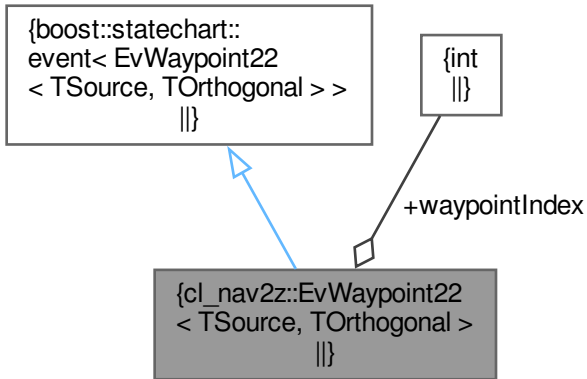 {boost::statechart::
event< EvWaypoint22
< TSource, TOrthogonal > >
||}
{int
||}
+waypointIndex
{cl_nav2z::EvWaypoint22
< TSource, TOrthogonal >
||}